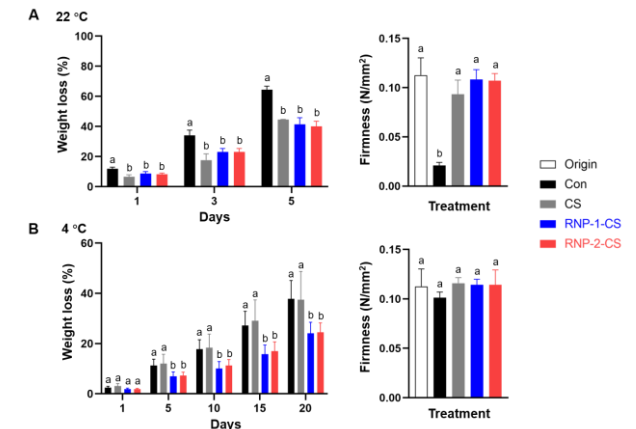 A 22 °C
Weight loss (%)
100
80
60
40
20
0
a b b b
a b b b
a b b b
1 3 5
Days
Firmness (N/mm²)
0.15
0.10
0.05
0.00
a b a a a
Treatment
Origin
Con
CS
RNP-1-CS
RNP-2-CS
B 4 °C
Weight loss (%)
60
40
20
0
a a a a
a a b b
a a b b
a a b b
a a b b
1 5 10 15 20
Days
Firmness (N/mm²)
0.15
0.10
0.05
0.00
a a a a a
Treatment